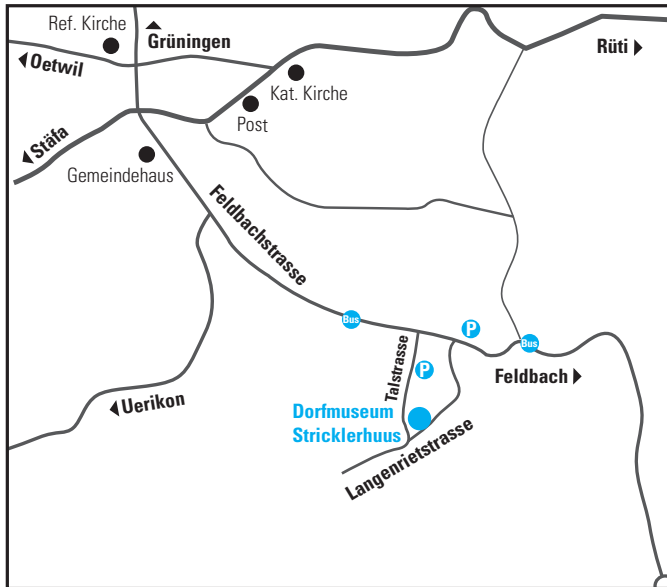 Ref. Kirche
Grüningen
Oetwil
Rüti
Kat. Kirche
Post
Stäfa
Gemeindehaus
Feldbachstrasse
Bus
P
Bus
Talstrasse
P
Feldbach
Uerikon
Dorfmuseum
Stricklerhuus
Langenrietstrasse